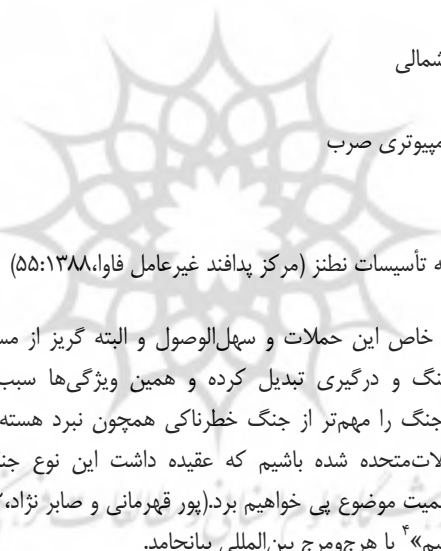 شمالی
مپیوتری صرب
ه تأسیسات نطنز (مرکز پدافند غیرعامل فاوا،۵۵:۱۳۸۸)
خاص این حملات و سهل‌الوصول و البته گریز از مس
نگ و درگیری تبدیل کرده و همین ویژگی‌ها سبب
جنگ را مهم‌تر از جنگ خطرناکی همچون نبرد هسته
لات‌متحده شده باشیم که عقیده داشت این نوع جن
میت موضوع پی خواهیم برد.(پور قهرمانی و صابر نژاد،
یم»۴ با هرج‌ومرج بین‌المللی بیانجامد.